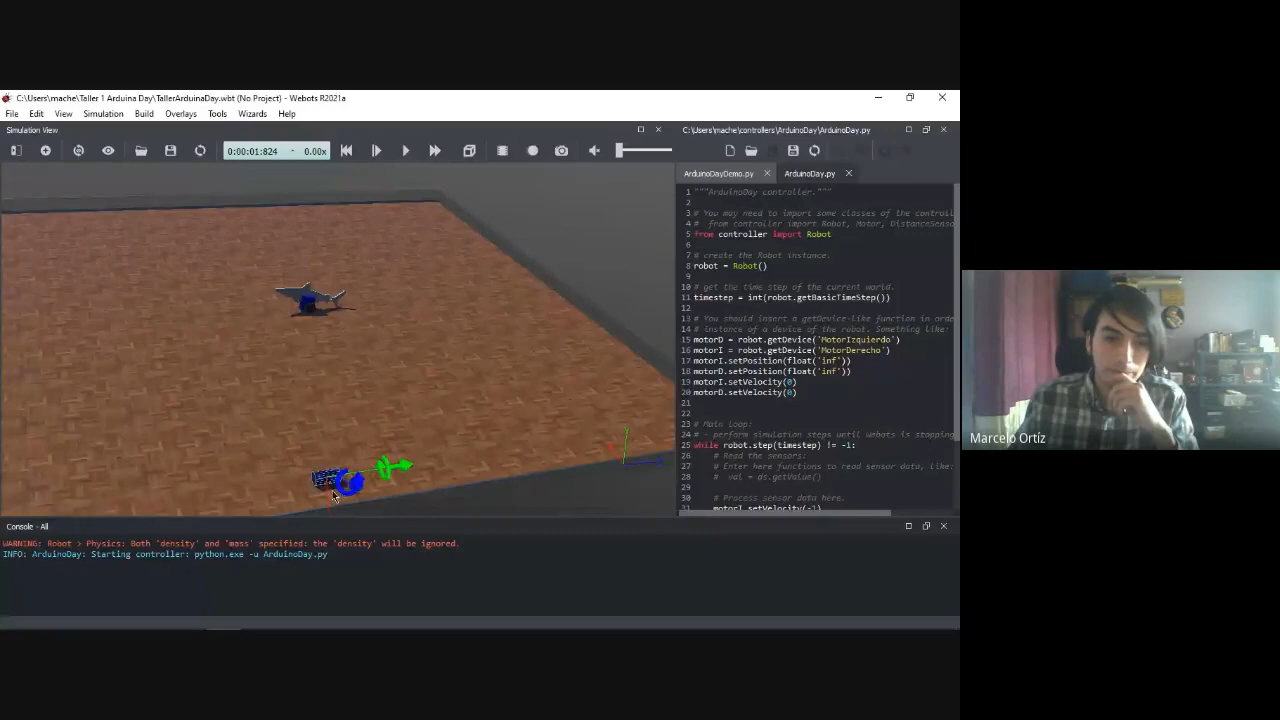 C:\Users\mache\Taller 1 Arduina Day\TallerArduinaDay.wbt (No Project) - Webots R2021a
File Edit View Simulation Build Overlays Tools Wizards Help
Simulation View
0:00:01:824 - 0.00x
C:\Users\mache\controllers\ArduinoDay\ArduinoDay.py
ArduinoDayDemo.py ArduinoDay.py
1 """ArduinoDay controller."""
2
3 # You may need to import some classes of the controll
4 # from controller import Robot, Motor, DistanceSenso
5 from controller import Robot
6
7 # create the Robot instance.
8 robot = Robot()
9
10 # get the time step of the current world.
11 timestep = int(robot.getBasicTimeStep())
12
13 # You should insert a getDevice-like function in orde
14 # instance of a device of the robot. Something like:
15 motorD = robot.getDevice('MotorIzquierdo')
16 motorI = robot.getDevice('MotorDerecho')
17 motorI.setPosition(float('inf'))
18 motorD.setPosition(float('inf'))
19 motorI.setVelocity(0)
20 motorD.setVelocity(0)
21
22
23 # Main loop:
24 # - perform simulation steps until Webots is stopping
25 while robot.step(timestep) != -1:
26 # Read the sensors:
27 # Enter here functions to read sensor data, like:
28 # val = ds.getValue()
29
30 # Process sensor data here.
31 motorI.setVelocity(-1)
Console - All
WARNING: Robot > Physics: Both 'density' and 'mass' specified: the 'density' will be ignored.
INFO: ArduinoDay: Starting controller: python.exe -u ArduinoDay.py
Marcelo Ortíz